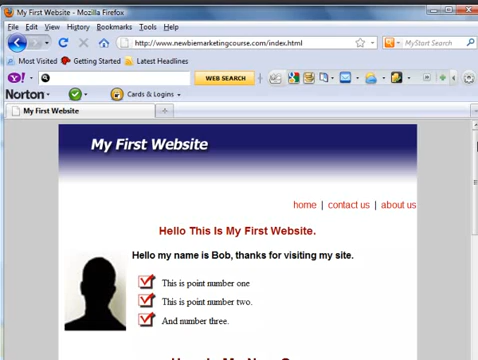 My First Website - Mozilla Firefox
File Edit View History Bookmarks Tools Help
http://www.newbiemarketingcourse.com/index.html
MyStart Search
Most Visited Getting Started Latest Headlines
Y! WEB SEARCH
Norton Cards & Logins
My First Website
My First Website
home | contact us | about us
Hello This Is My First Website.
Hello my name is Bob, thanks for visiting my site.
This is point number one
This is point number two.
And number three.